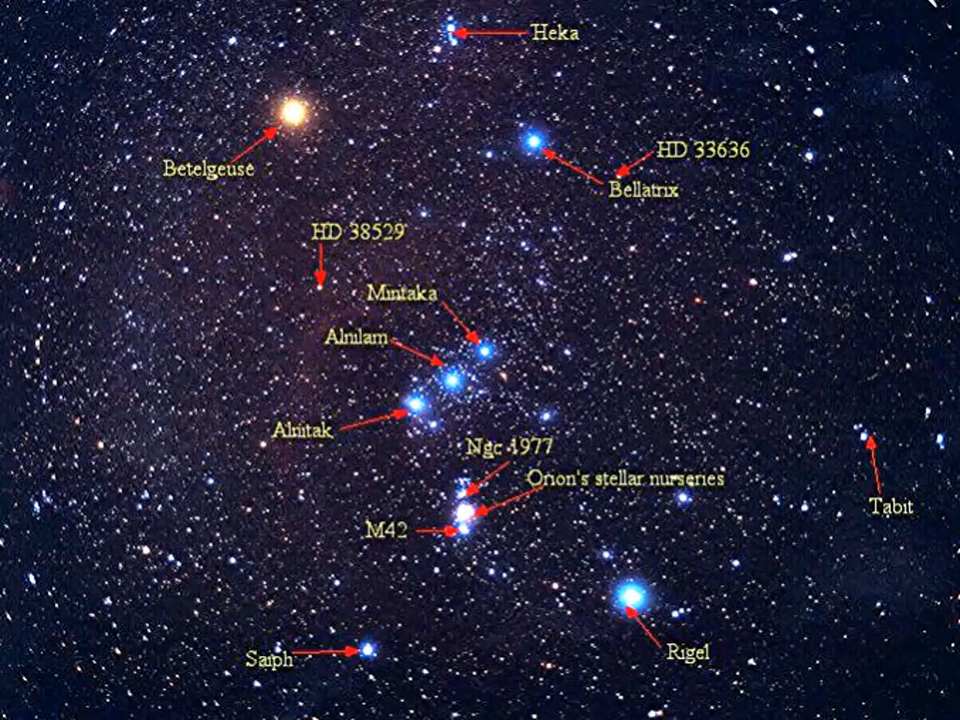 Heka
HD 33636
Betelgeuse
Bellatrix
HD 38529
Mintaka
Alnilam
Alnitak
Ngc 1977
Orion's stellar nurseries
Tabit
M42
Rigel
Saiph